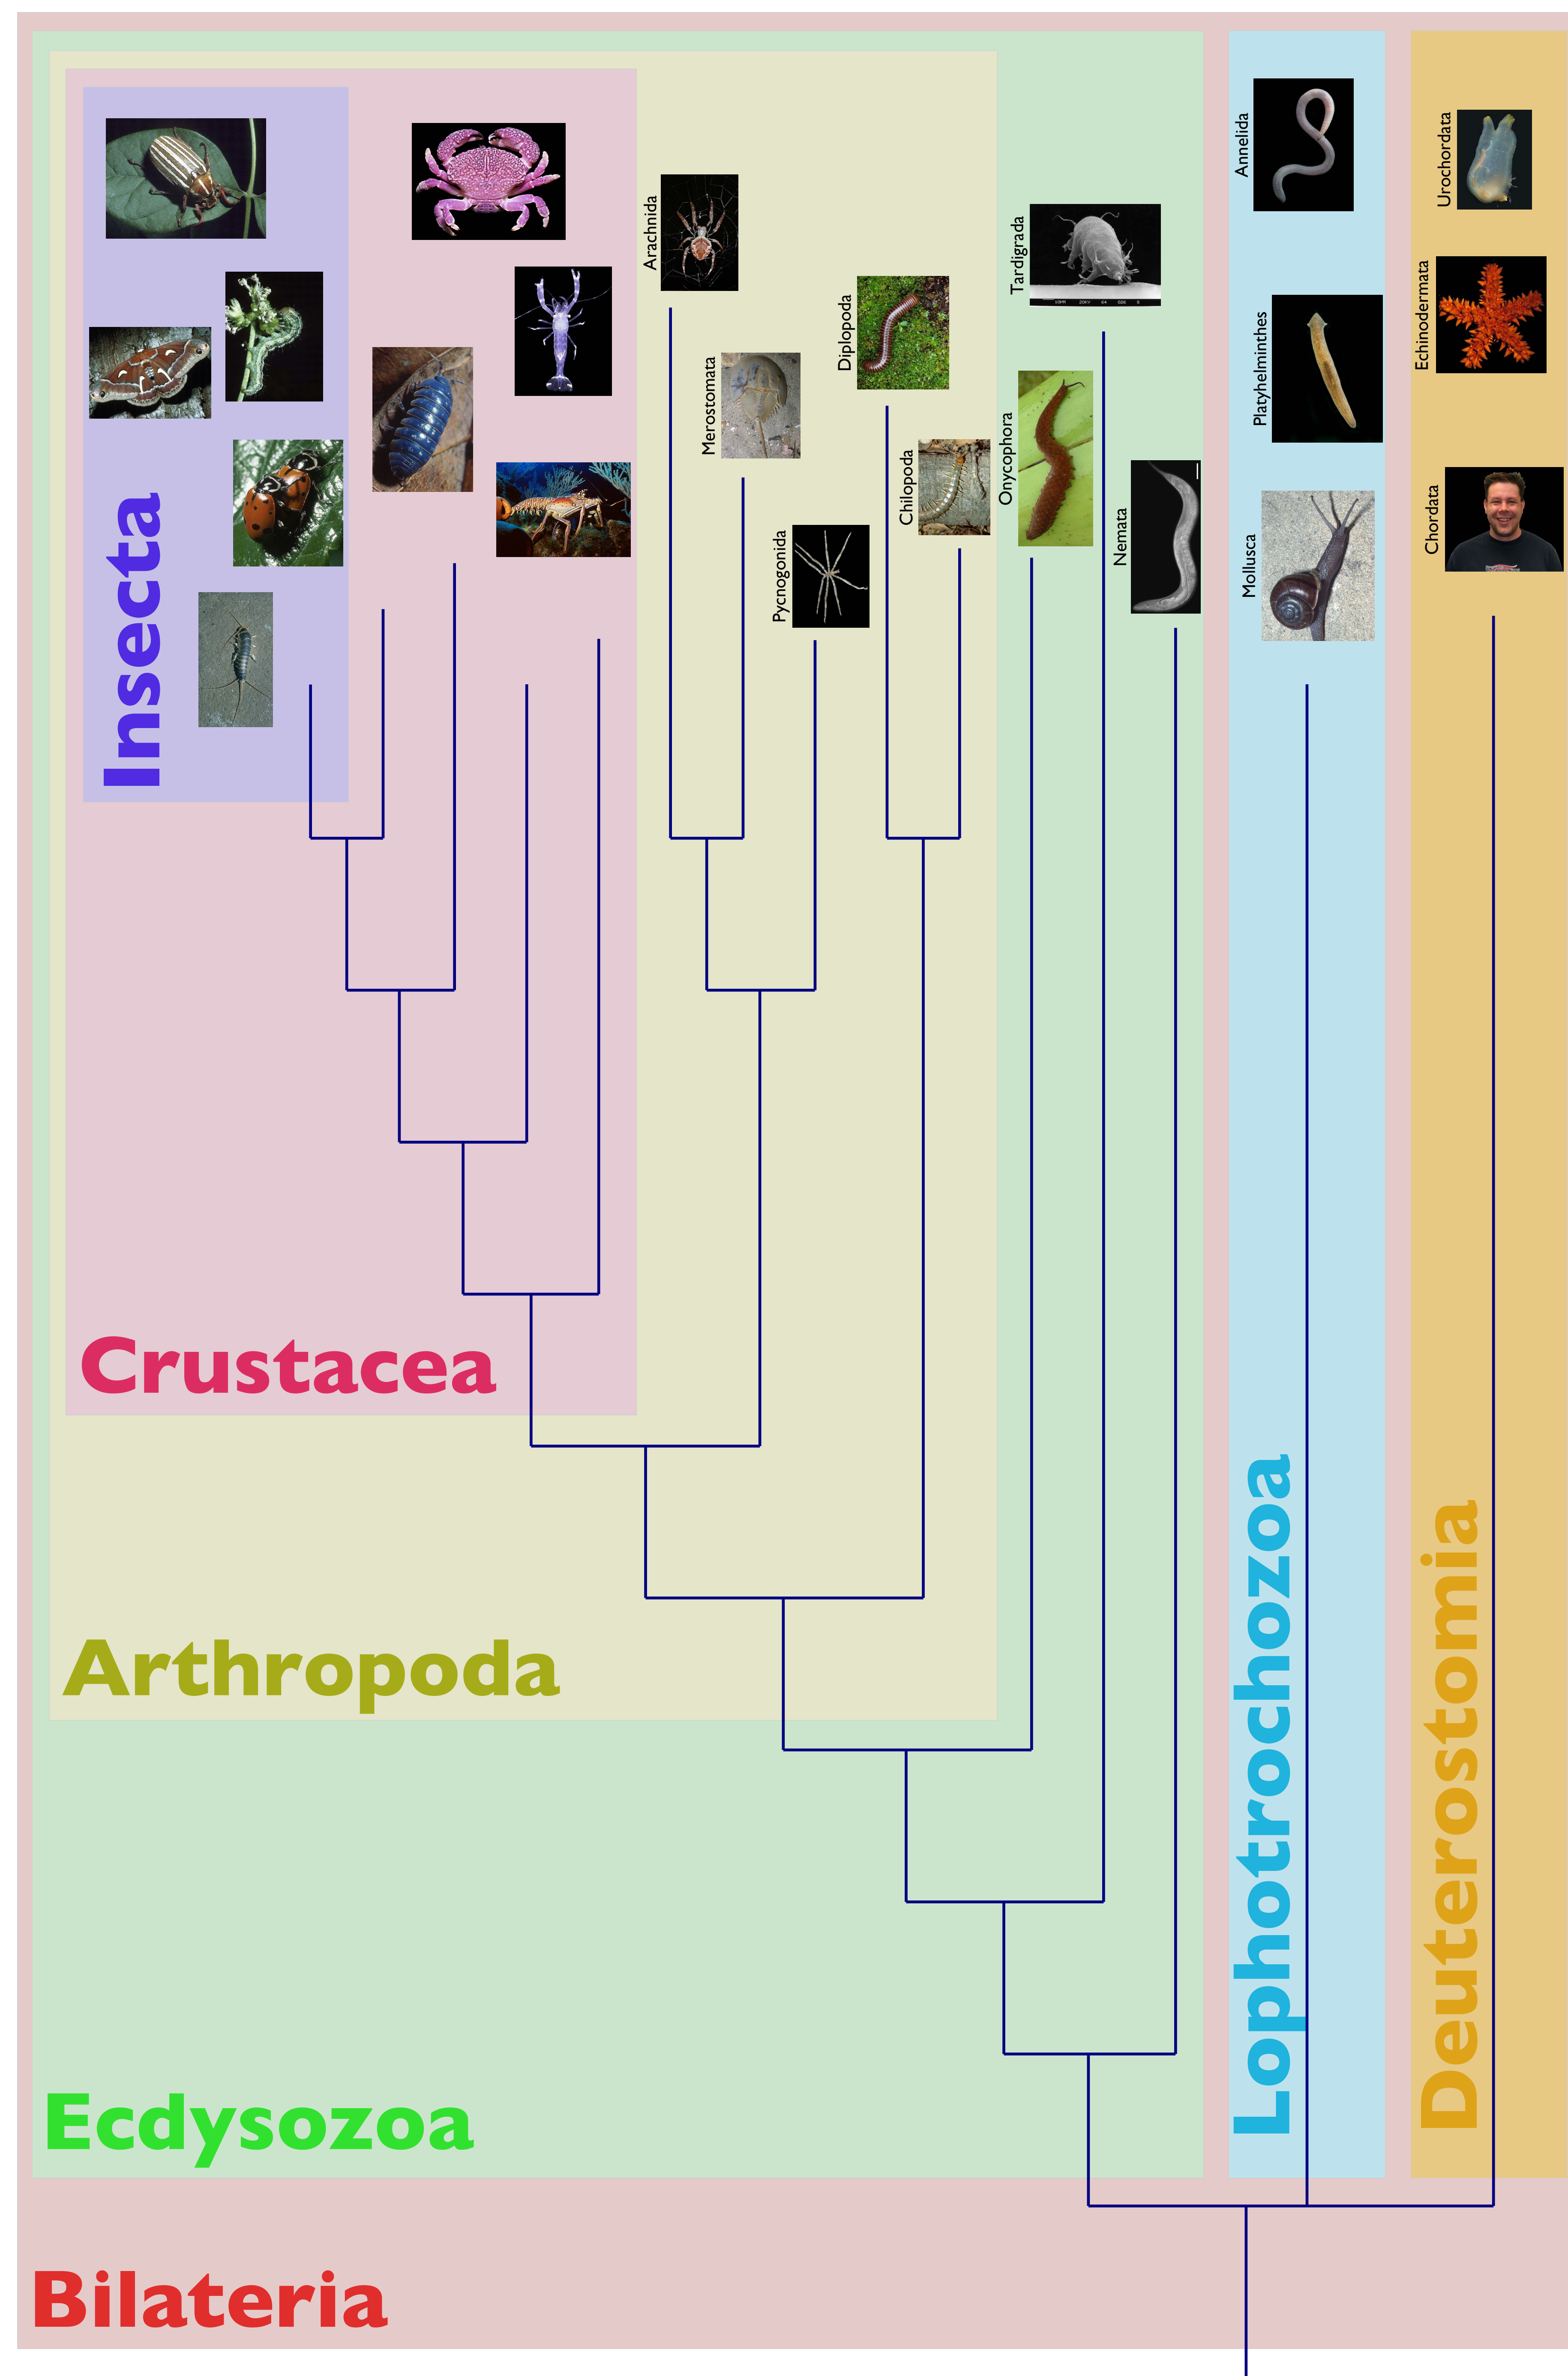 Annelida
Urochordata
Arachnida
Tardigrada
Echinodermata
Diplopoda
Platyhelminthes
Merostomata
Onycophora
Chilopoda
Chordata
Nemata
Mollusca
Pycnogonida
Insecta
Crustacea
Arthropoda
Lophotrochozoa
Deuterostomia
Ecdysozoa
Bilateria